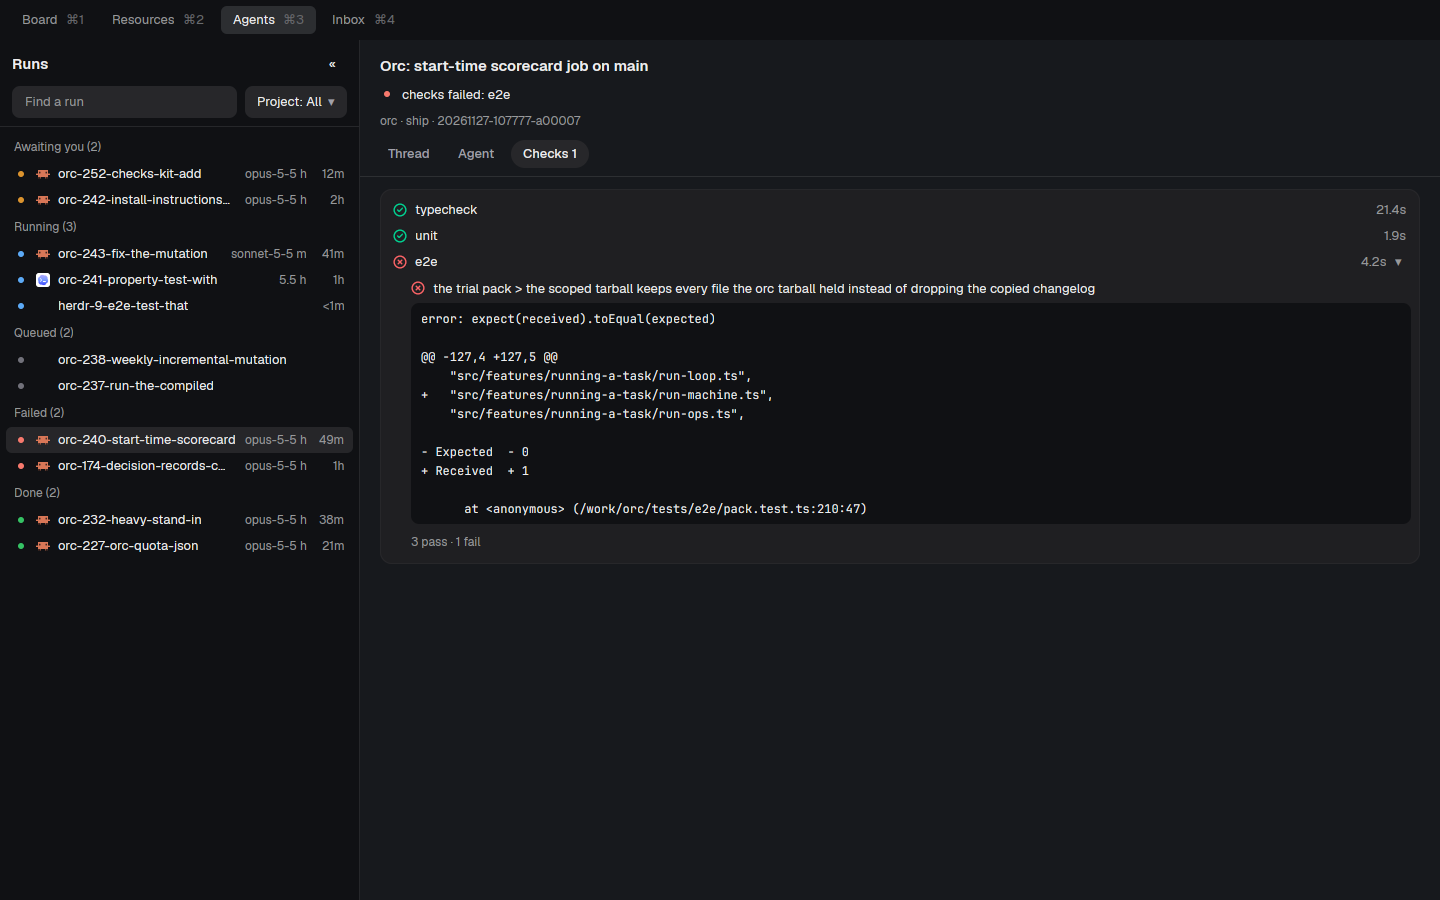 Board ⌘1 Resources ⌘2 Agents ⌘3 Inbox ⌘4
Runs «
Find a run Project: All ▾
Awaiting you (2)
orc-252-checks-kit-add opus-5-5 h 12m
orc-242-install-instructions… opus-5-5 h 2h
Running (3)
orc-243-fix-the-mutation sonnet-5-5 m 41m
orc-241-property-test-with 5.5 h 1h
herdr-9-e2e-test-that <1m
Queued (2)
orc-238-weekly-incremental-mutation
orc-237-run-the-compiled
Failed (2)
orc-240-start-time-scorecard opus-5-5 h 49m
orc-174-decision-records-c… opus-5-5 h 1h
Done (2)
orc-232-heavy-stand-in opus-5-5 h 38m
orc-227-orc-quota-json opus-5-5 h 21m
Orc: start-time scorecard job on main
checks failed: e2e
orc · ship · 20261127-107777-a00007
Thread Agent Checks 1
typecheck 21.4s
unit 1.9s
e2e 4.2s ▾
the trial pack > the scoped tarball keeps every file the orc tarball held instead of dropping the copied changelog
error: expect(received).toEqual(expected)
@@ -127,4 +127,5 @@
"src/features/running-a-task/run-loop.ts",
+ "src/features/running-a-task/run-machine.ts",
"src/features/running-a-task/run-ops.ts",
- Expected - 0
+ Received + 1
at <anonymous> (/work/orc/tests/e2e/pack.test.ts:210:47)
3 pass · 1 fail